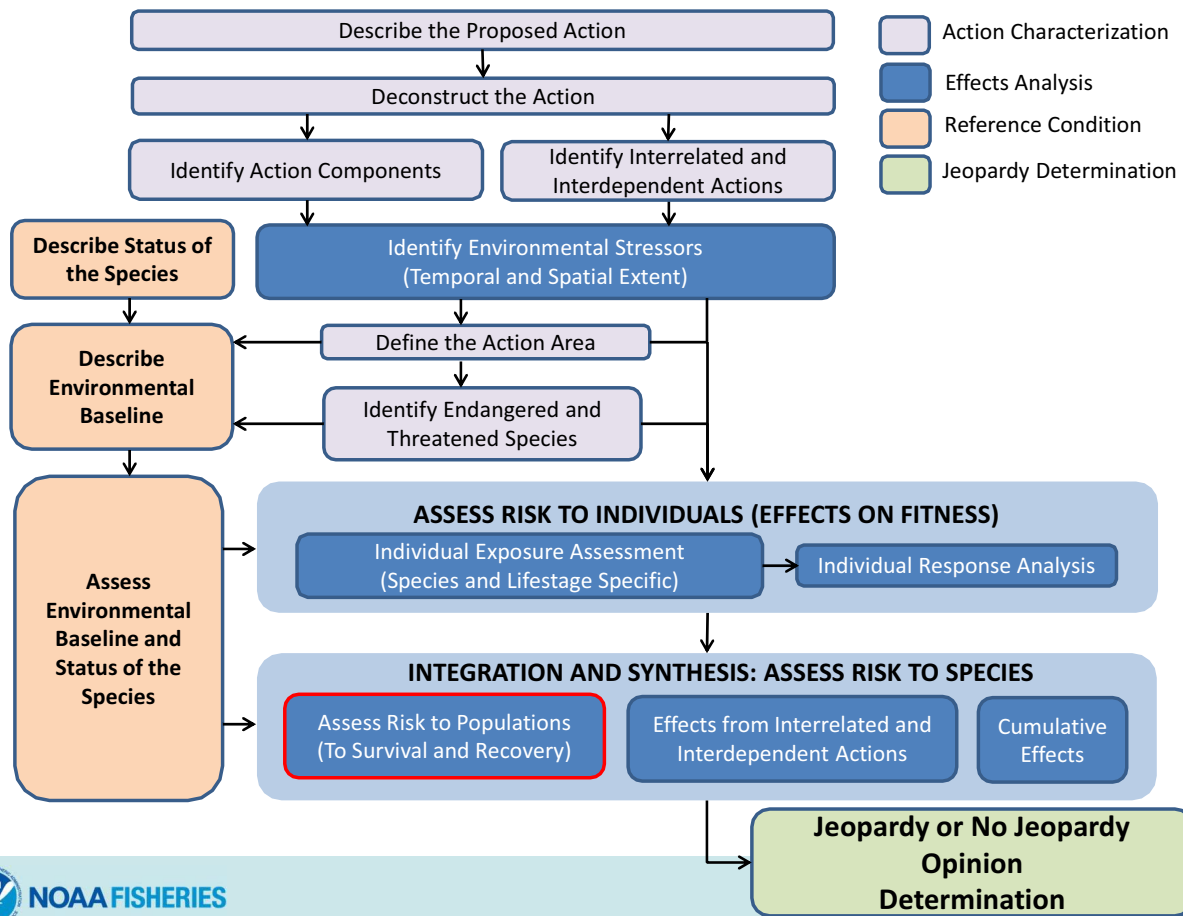 Describe the Proposed Action
Action Characterization
Effects Analysis
Reference Condition
Jeopardy Determination
Deconstruct the Action
Identify Action Components
Identify Interrelated and
Interdependent Actions
Describe Status of
the Species
Identify Environmental Stressors
(Temporal and Spatial Extent)
Describe
Environmental
Baseline
Define the Action Area
Identify Endangered and
Threatened Species
Assess
Environmental
Baseline and
Status of the
Species
ASSESS RISK TO INDIVIDUALS (EFFECTS ON FITNESS)
Individual Exposure Assessment
(Species and Lifestage Specific)
Individual Response Analysis
INTEGRATION AND SYNTHESIS: ASSESS RISK TO SPECIES
Assess Risk to Populations
(To Survival and Recovery)
Effects from Interrelated and
Interdependent Actions
Cumulative
Effects
Jeopardy or No Jeopardy
Opinion
Determination
NOAA FISHERIES